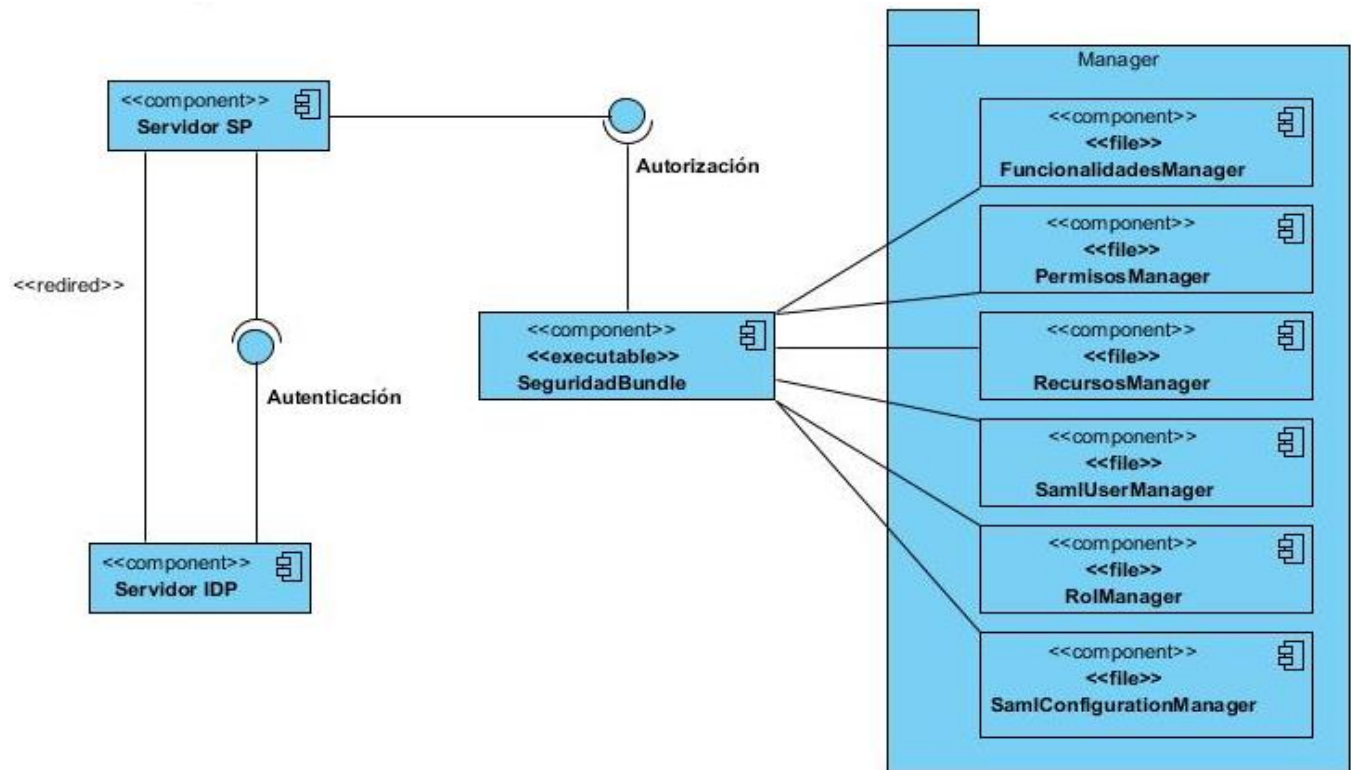 Manager
<<component>>
Servidor SP
Autorización
<<component>>
<<file>>
FuncionalidadesManager
<<component>>
<<file>>
PermisosManager
<<redired>>
Autenticación
<<component>>
<<executable>>
SeguridadBundle
<<component>>
<<file>>
RecursosManager
<<component>>
<<file>>
SamlUserManager
<<component>>
Servidor IDP
<<component>>
<<file>>
RolManager
<<component>>
<<file>>
SamlConfigurationManager